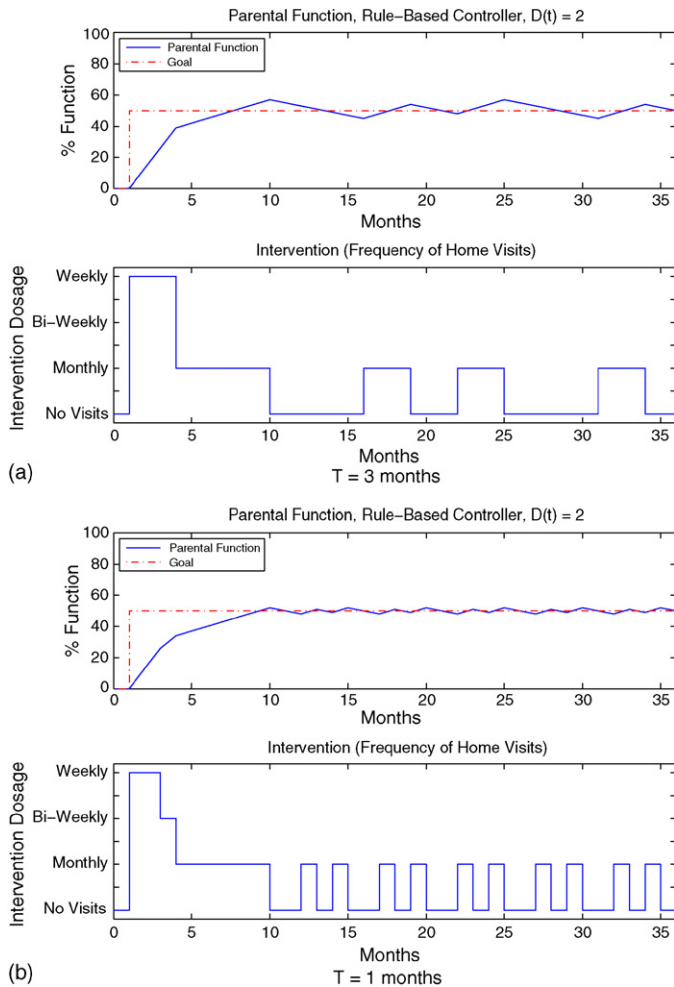 Parental Function, Rule-Based Controller, D(t) = 2
100
80
60
40
20
0
% Function
Parental Function
Goal
0 5 10 15 20 25 30 35
Months
Intervention (Frequency of Home Visits)
Intervention Dosage
Weekly
Bi-Weekly
Monthly
No Visits
0 5 10 15 20 25 30 35
Months
(a)
T = 3 months
Parental Function, Rule-Based Controller, D(t) = 2
100
80
60
40
20
0
% Function
Parental Function
Goal
0 5 10 15 20 25 30 35
Months
Intervention (Frequency of Home Visits)
Intervention Dosage
Weekly
Bi-Weekly
Monthly
No Visits
0 5 10 15 20 25 30 35
Months
(b)
T = 1 months